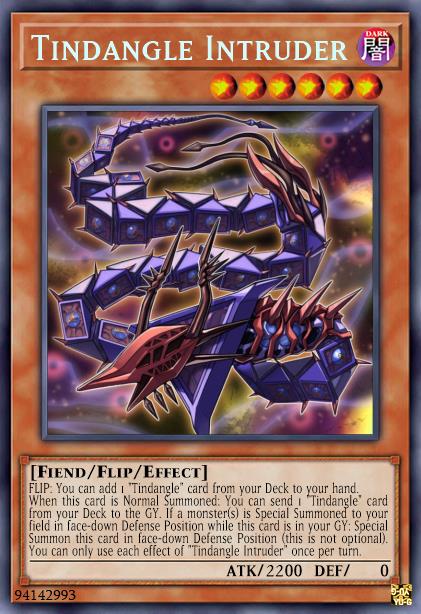 TINDANGLE INTRUDER
DARK
闇
[FIEND/FLIP/EFFECT]
FLIP: You can add 1 "Tindangle" card from your Deck to your hand.
When this card is Normal Summoned: You can send 1 "Tindangle" card
from your Deck to the GY. If a monster(s) is Special Summoned to your
field in face-down Defense Position while this card is in your GY: Special
Summon this card in face-down Defense Position (this is not optional).
You can only use each effect of "Tindangle Intruder" once per turn.
ATK/2200 DEF/ 0
94142993